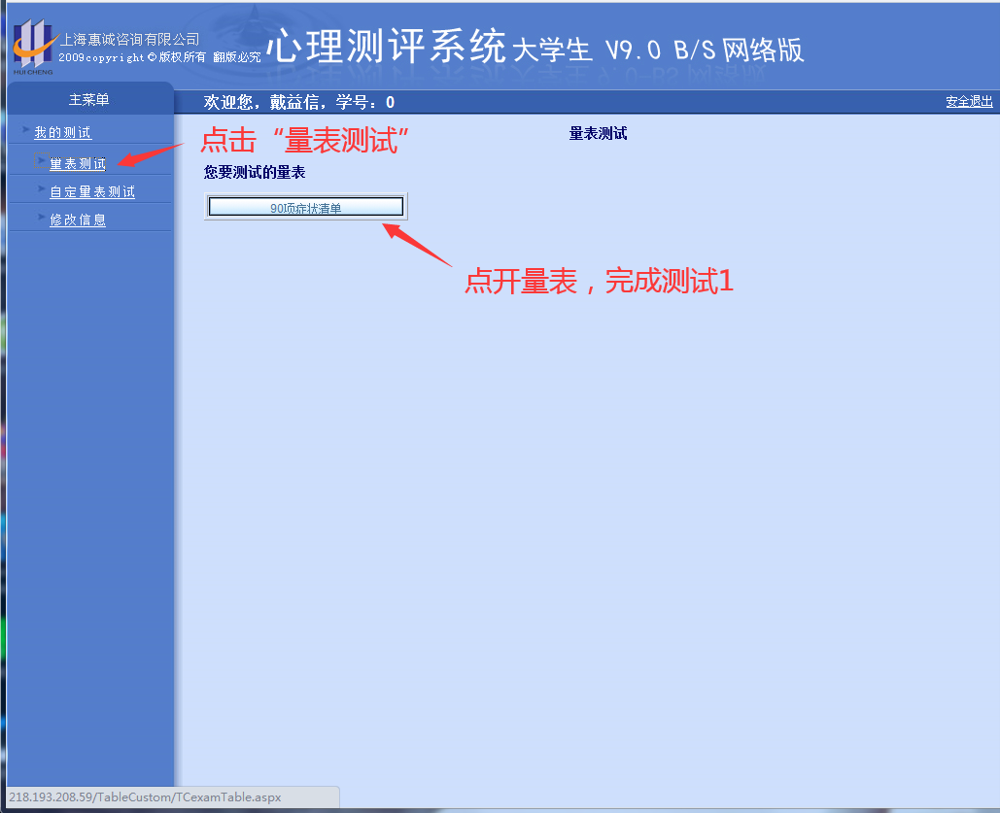 上海惠诚咨询有限公司
2009copyright©版权所有 翻版必究
心理测评系统大学生 V9.0 B/S网络版
HUI CHENG
主菜单
欢迎您，戴益信，学号：0
安全退出
我的测试
点击“量表测试”
量表测试
量表测试
您要测试的量表
自定量表测试
90项症状清单
修改信息
点开量表，完成测试1
218.193.208.59/TableCustom/TCexamTable.aspx